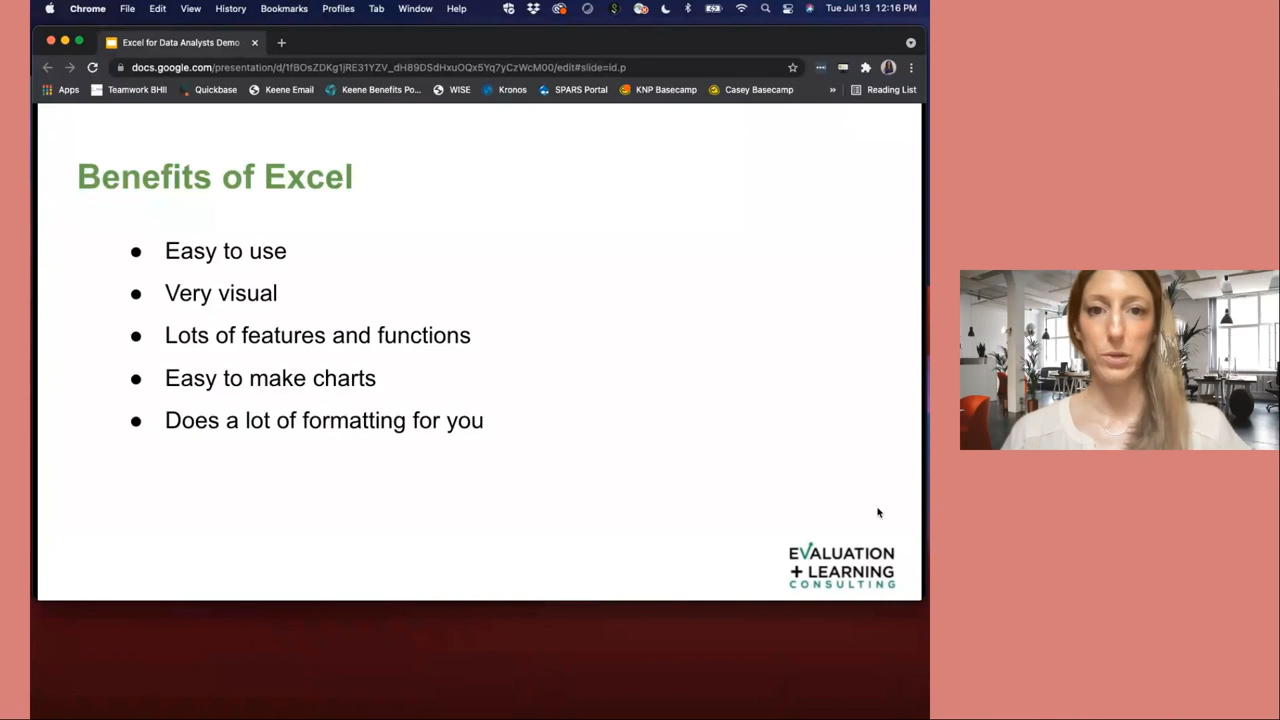 Chrome File Edit View History Bookmarks Profiles Tab Window Help Tue Jul 13 12:16 PM
Excel for Data Analysts Demo
docs.google.com/presentation/d/1fBOsZDKg1jRE31YZV_dH89DSdHxuOQx5Yq7yCzWcM00/edit#slide=id.p
Apps Teamwork BHII Quickbase Keene Email Keene Benefits Po... WISE Kronos SPARS Portal KNP Basecamp Casey Basecamp » Reading List
Benefits of Excel
● Easy to use
● Very visual
● Lots of features and functions
● Easy to make charts
● Does a lot of formatting for you
EVALUATION
+ LEARNING
CONSULTING